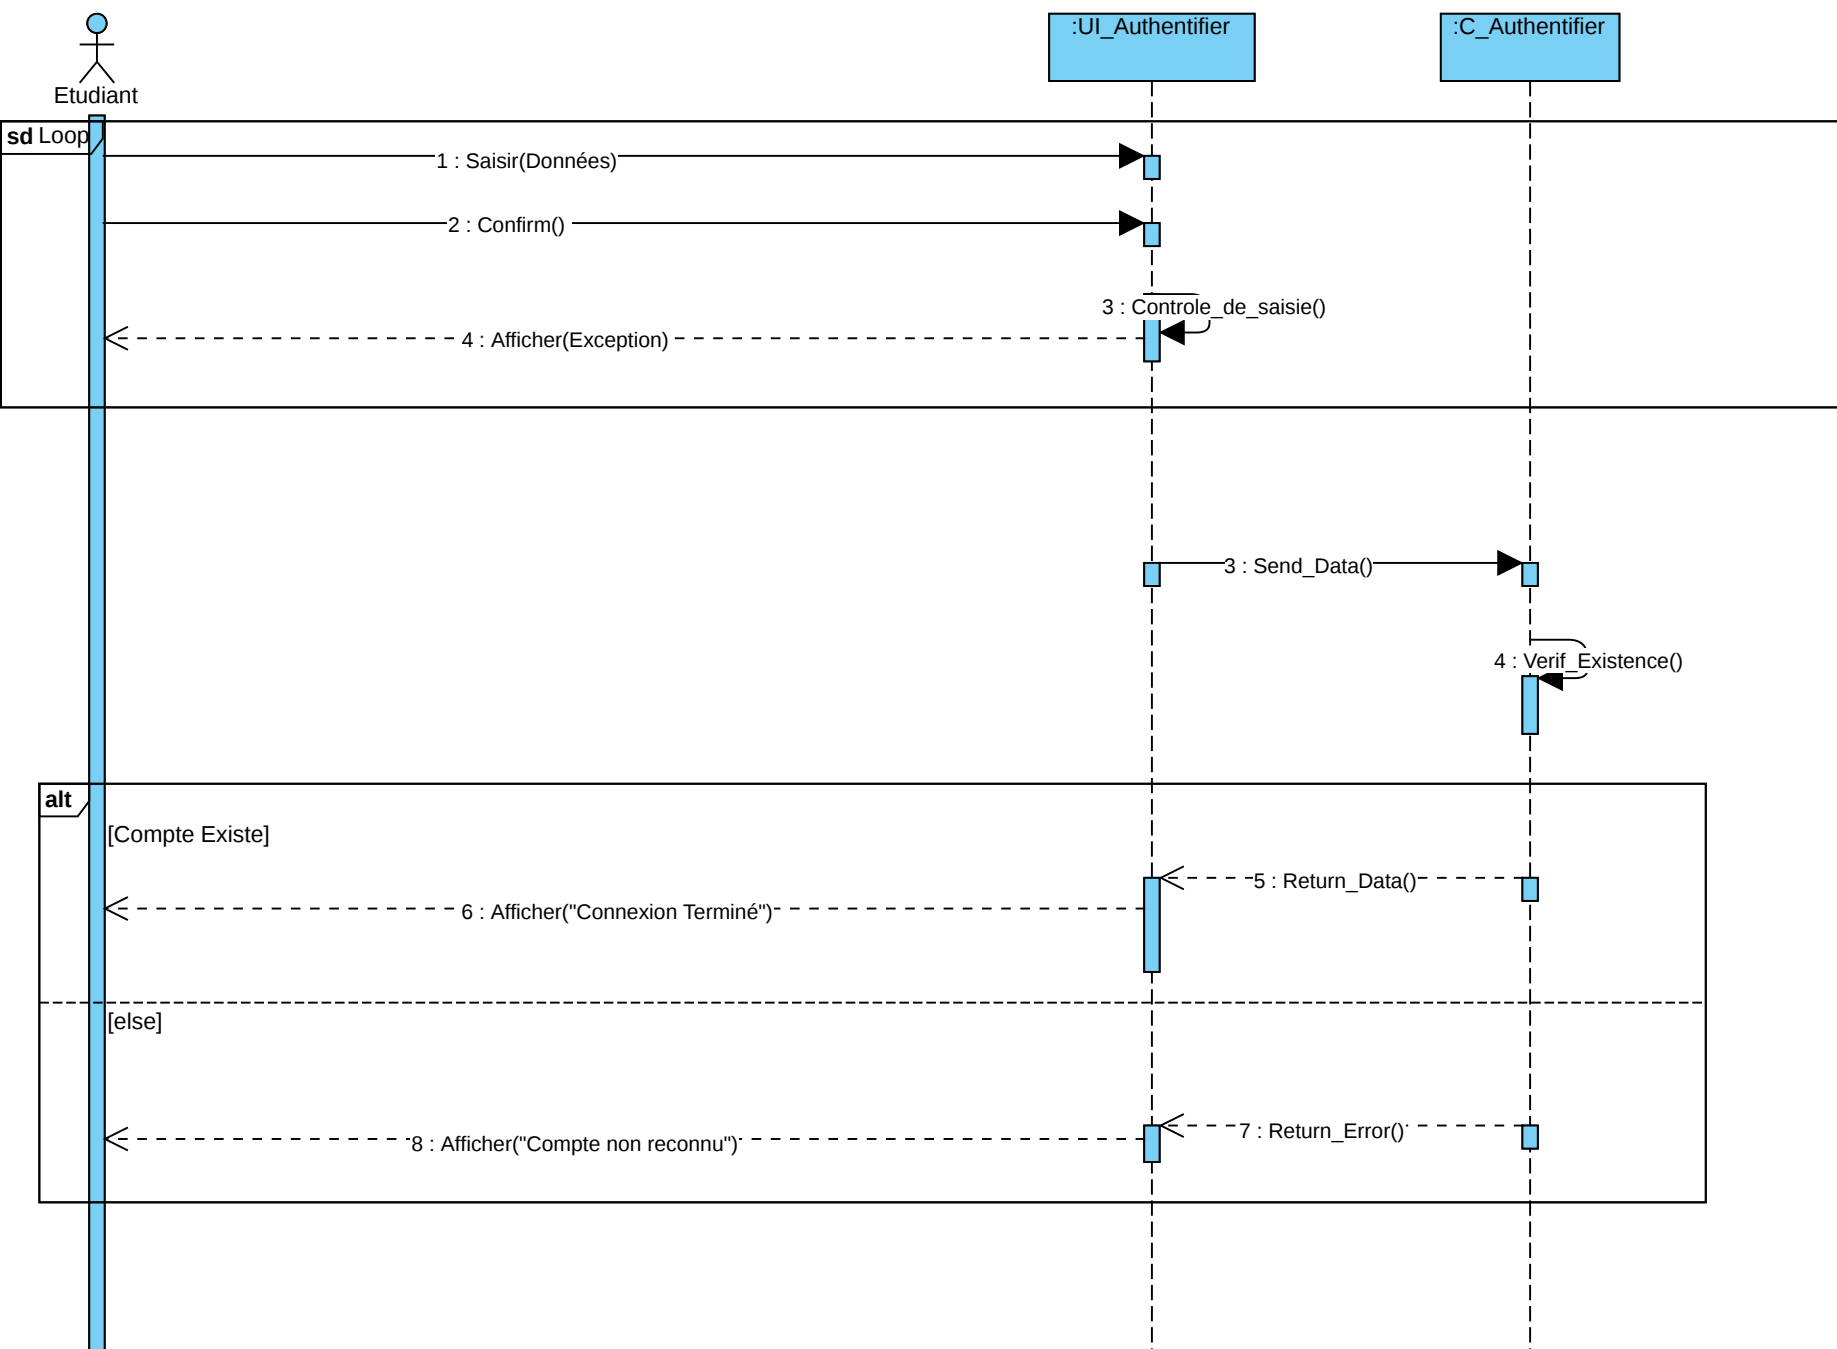 Etudiant
:UI_Authentifier
:C_Authentifier
sd Loop
1 : Saisir(Données)
2 : Confirm()
3 : Controle_de_saisie()
4 : Afficher(Exception)
3 : Send_Data()
4 : Verif_Existence()
alt
[Compte Existe]
5 : Return_Data()
6 : Afficher("Connexion Terminé")
[else]
7 : Return_Error()
8 : Afficher("Compte non reconnu")